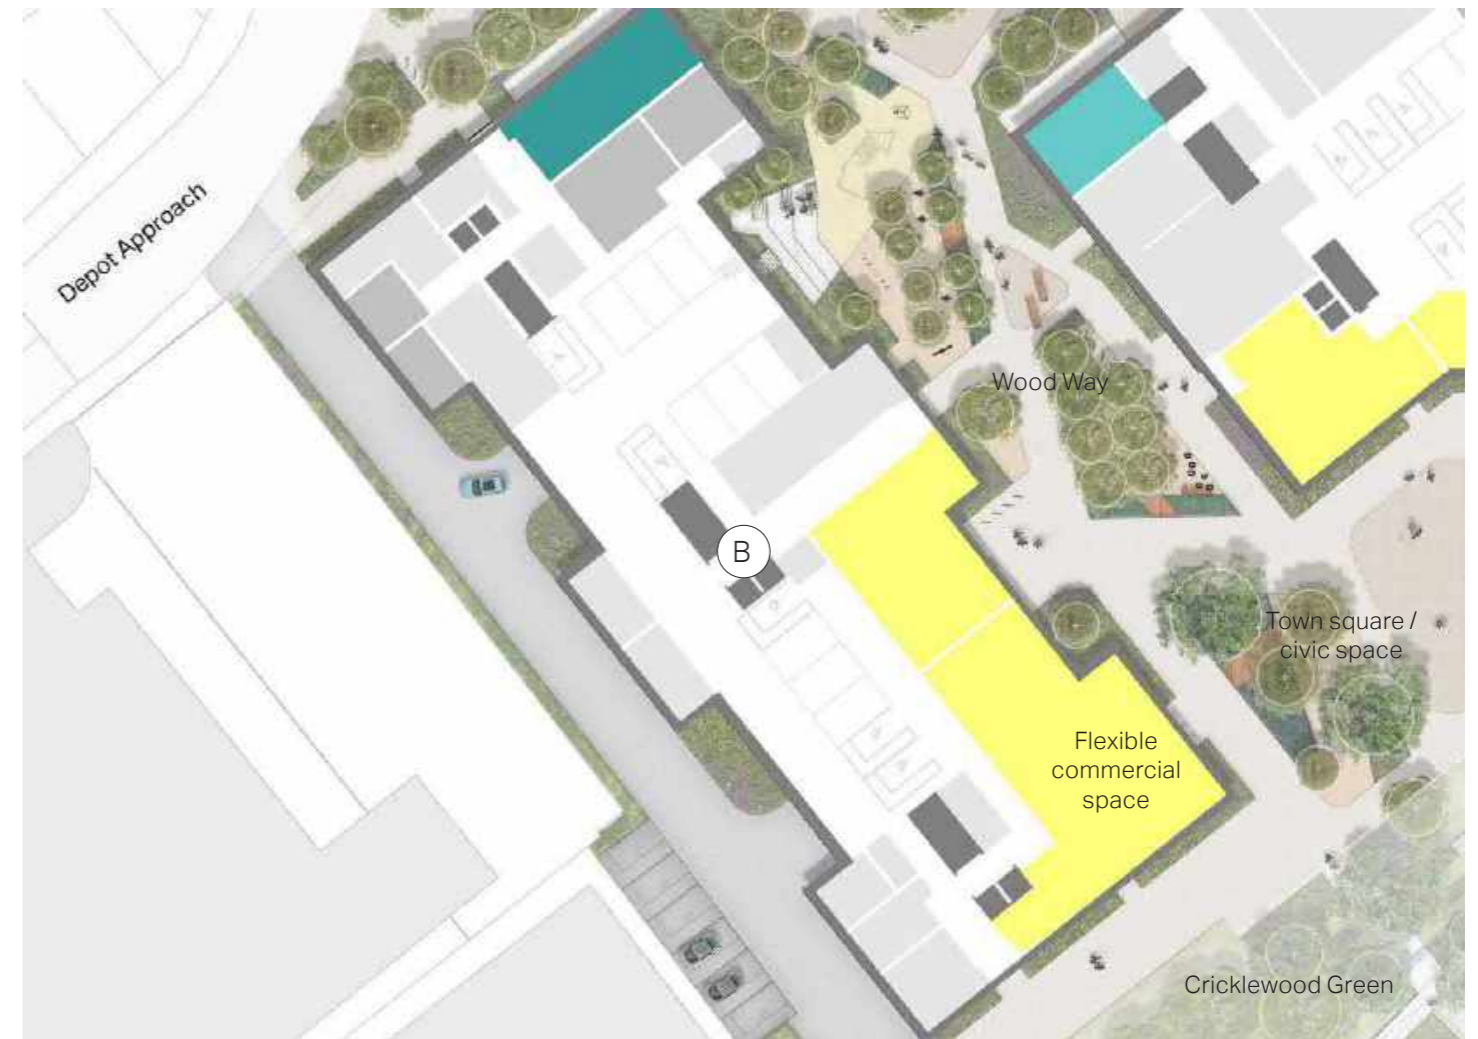 Depot Approach
Wood Way
B
Town square /
civic space
Flexible
commercial
space
Cricklewood Green